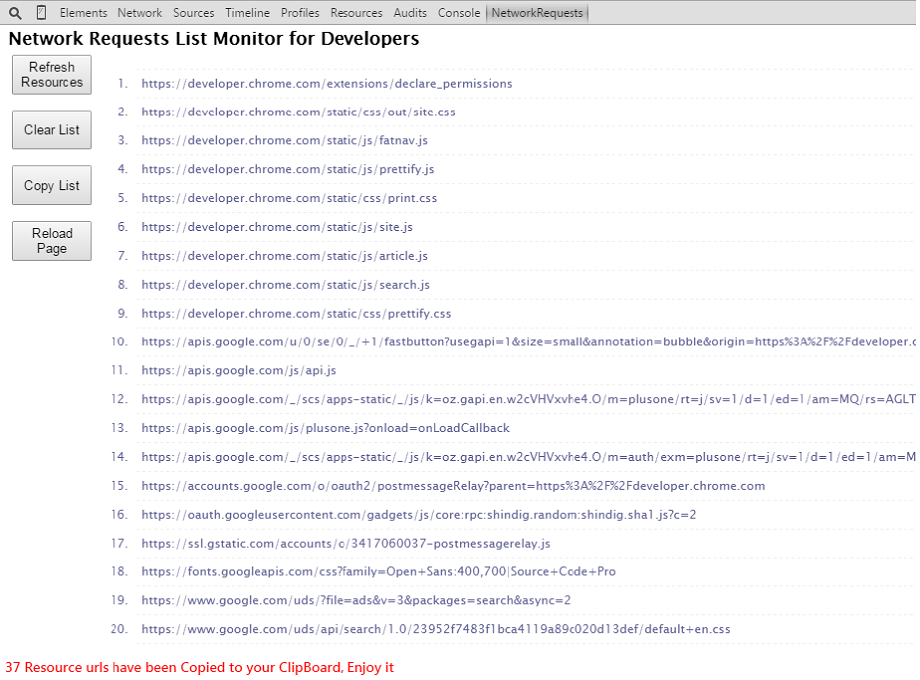 Elements Network Sources Timeline Profiles Resources Audits Console NetworkRequests
Network Requests List Monitor for Developers
Refresh
Resources
Clear List
Copy List
Reload
Page
1. https://developer.chrome.com/extensions/declare_permissions
2. https://developer.chrome.com/static/css/out/site.css
3. https://developer.chrome.com/static/js/fatnav.js
4. https://developer.chrome.com/static/js/prettify.js
5. https://developer.chrome.com/static/css/print.css
6. https://developer.chrome.com/static/js/site.js
7. https://developer.chrome.com/static/js/article.js
8. https://developer.chrome.com/static/js/search.js
9. https://developer.chrome.com/static/css/prettify.css
10. https://apis.google.com/u/0/se/0/_/+1/fastbutton?usegapi=1&size=small&annotation=bubble&origin=https%3A%2F%2Fdeveloper.c
11. https://apis.google.com/js/api.js
12. https://apis.google.com/_/scs/apps-static/_/js/k=oz.gapi.en.w2cVHVxvhe4.O/m=plusone/rt=j/sv=1/d=1/ed=1/am=MQ/rs=AGLT
13. https://apis.google.com/js/plusone.js?onload=onLoadCallback
14. https://apis.google.com/_/scs/apps-static/_/js/k=oz.gapi.en.w2cVHVxvhe4.O/m=auth/exm=plusone/rt=j/sv=1/d=1/ed=1/am=M
15. https://accounts.google.com/o/oauth2/postmessageRelay?parent=https%3A%2F%2Fdeveloper.chrome.com
16. https://oauth.googleusercontent.com/gadgets/js/core:rpc:shindig.random:shindig.sha1.js?c=2
17. https://ssl.gstatic.com/accounts/o/3417060037-postmessagerelay.js
18. https://fonts.googleapis.com/css?family=Open+Sans:400,700|Source+Code+Pro
19. https://www.google.com/uds/?file=ads&v=3&packages=search&async=2
20. https://www.google.com/uds/api/search/1.0/23952f7483f1bca4119a89c020d13def/default+en.css
37 Resource urls have been Copied to your ClipBoard, Enjoy it